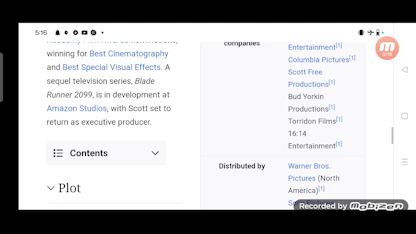 5:16
Academy
winning for Best Cinematography
and Best Special Visual Effects. A
sequel television series, Blade
Runner 2099, is in development at
Amazon Studios, with Scott set to
return as executive producer.
Contents
Plot
companies
Entertainment[1]
Columbia Pictures[1]
Scott Free
Productions[1]
Bud Yorkin
Productions[1]
Torridon Films[1]
16:14
Entertainment[1]
Distributed by
Warner Bros.
Pictures (North
America)[1]
Recorded by Mobizen